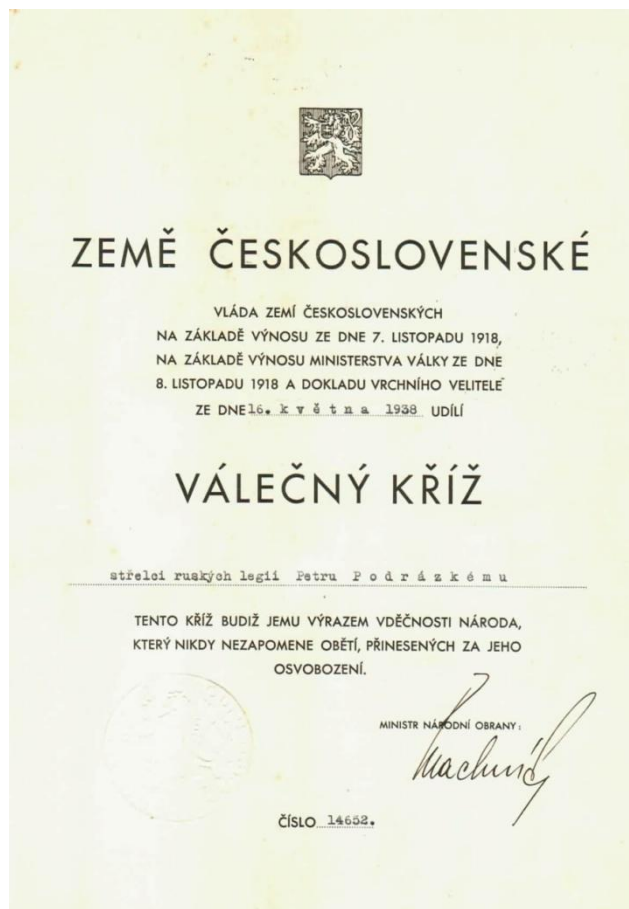 ZEMĚ ČESKOSLOVENSKÉ
VLÁDA ZEMÍ ČESKOSLOVENSKÝCH
NA ZÁKLADĚ VÝNOSU ZE DNE 7. LISTOPADU 1918,
NA ZÁKLADĚ VÝNOSU MINISTERSTVA VÁLKY ZE DNE
8. LISTOPADU 1918 A DOKLADU VRCHNÍHO VELITELE
ZE DNE 16. května 1938 UDÍLÍ
VÁLEČNÝ KŘÍŽ
střelci ruských legií Petru Podrázkému
TENTO KŘÍŽ BUDIŽ JEMU VÝRAZEM VDĚČNOSTI NÁRODA,
KTERÝ NIKDY NEZAPOMENE OBĚTÍ, PŘINESENÝCH ZA JEHO
OSVOBOZENÍ.
MINISTR NÁRODNÍ OBRANY:
ČÍSLO 14652.